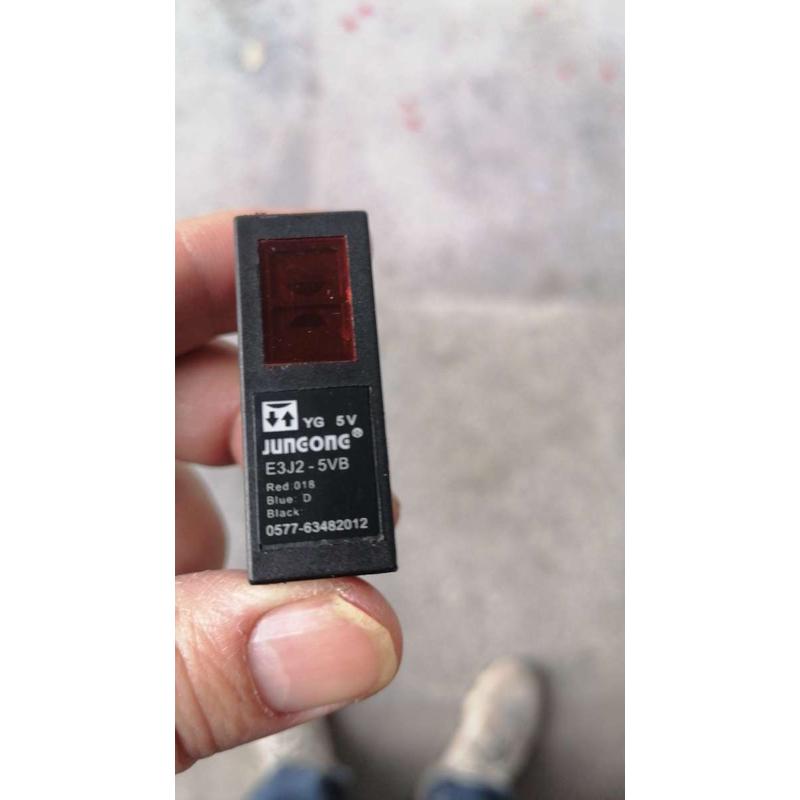 YG 5V
JUNGONG®
E3J2-5VB
Red:018
Blue: D
Black:
0577-63482012